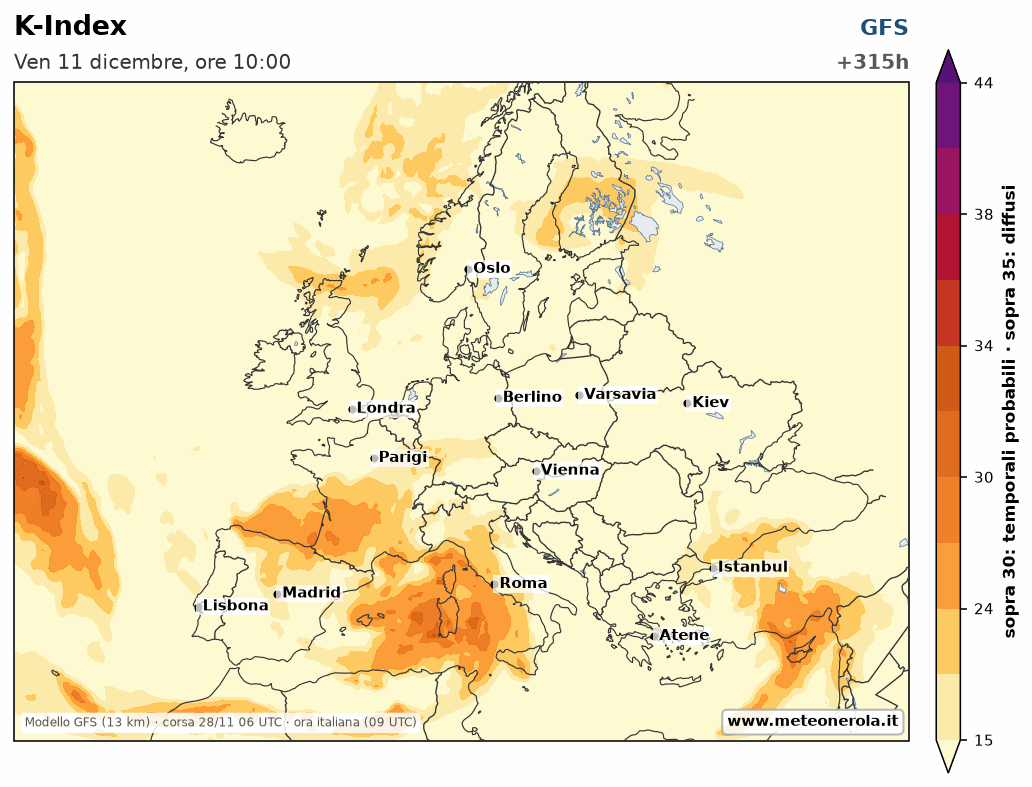 K-Index
GFS
Ven 11 dicembre, ore 10:00
+315h
44
38
34
30
24
15
sopra 30: temporali probabili · sopra 35: diffusi
Oslo
Londra
Berlino
Varsavia
Kiev
Parigi
Vienna
Istanbul
Madrid
Roma
Lisbona
Atene
Modello GFS (13 km) · corsa 28/11 06 UTC · ora italiana (09 UTC)
www.meteonerola.it